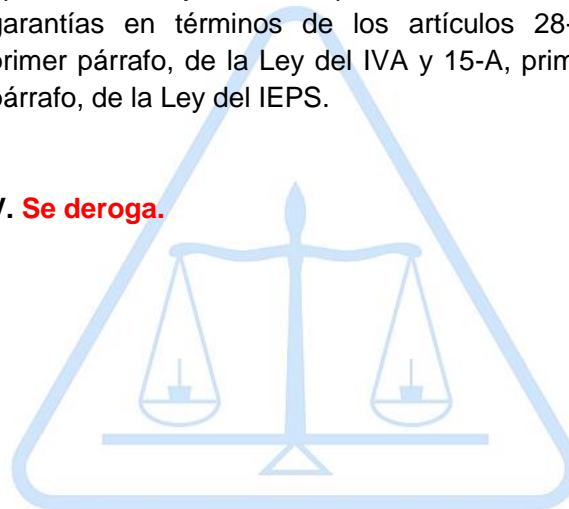 garantías en términos de los artículos 28-
primer párrafo, de la Ley del IVA y 15-A, prim
párrafo, de la Ley del IEPS.
V. Se deroga.